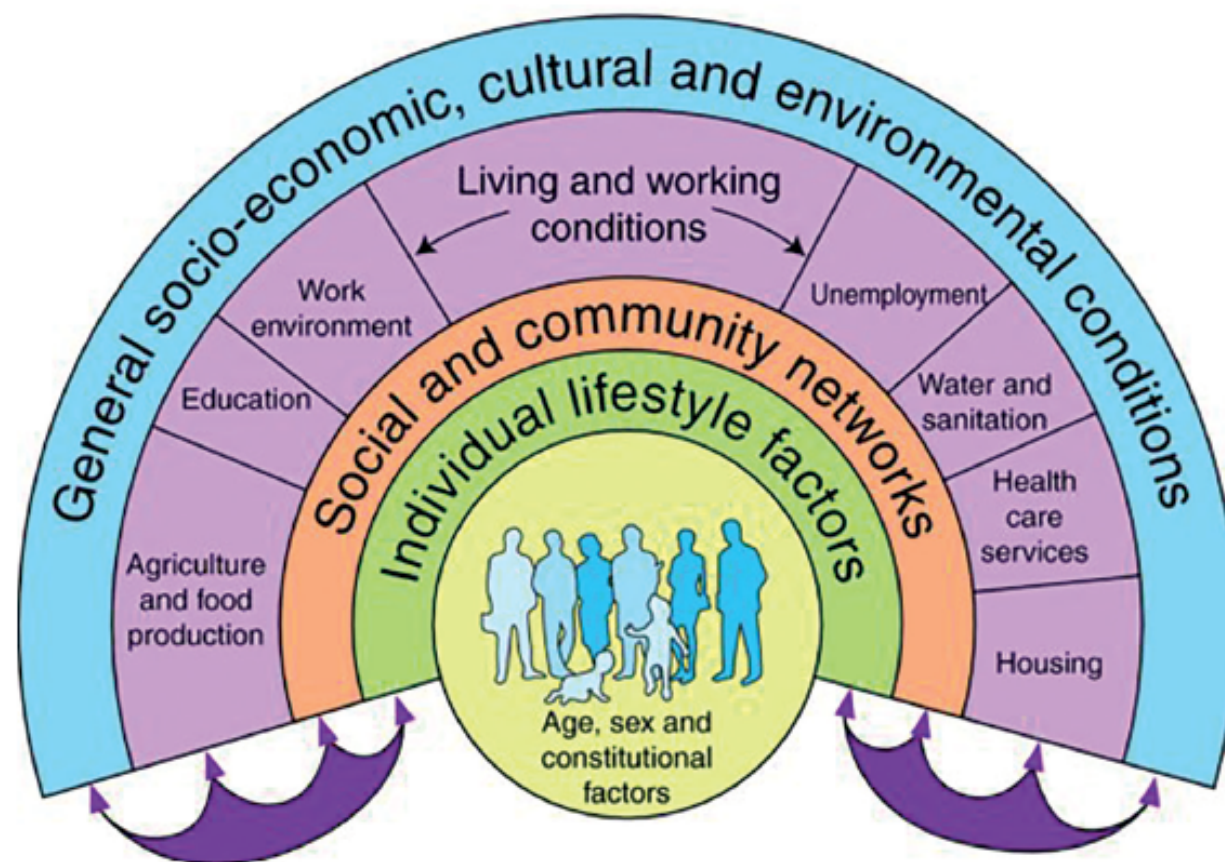 General socio-economic, cultural and environmental conditions
Living and working
conditions
Work
environment
Unemployment
Education
Water and
sanitation
Agriculture
and food
production
Health
care
services
Housing
Social and community networks
Individual lifestyle factors
Age, sex and
constitutional
factors